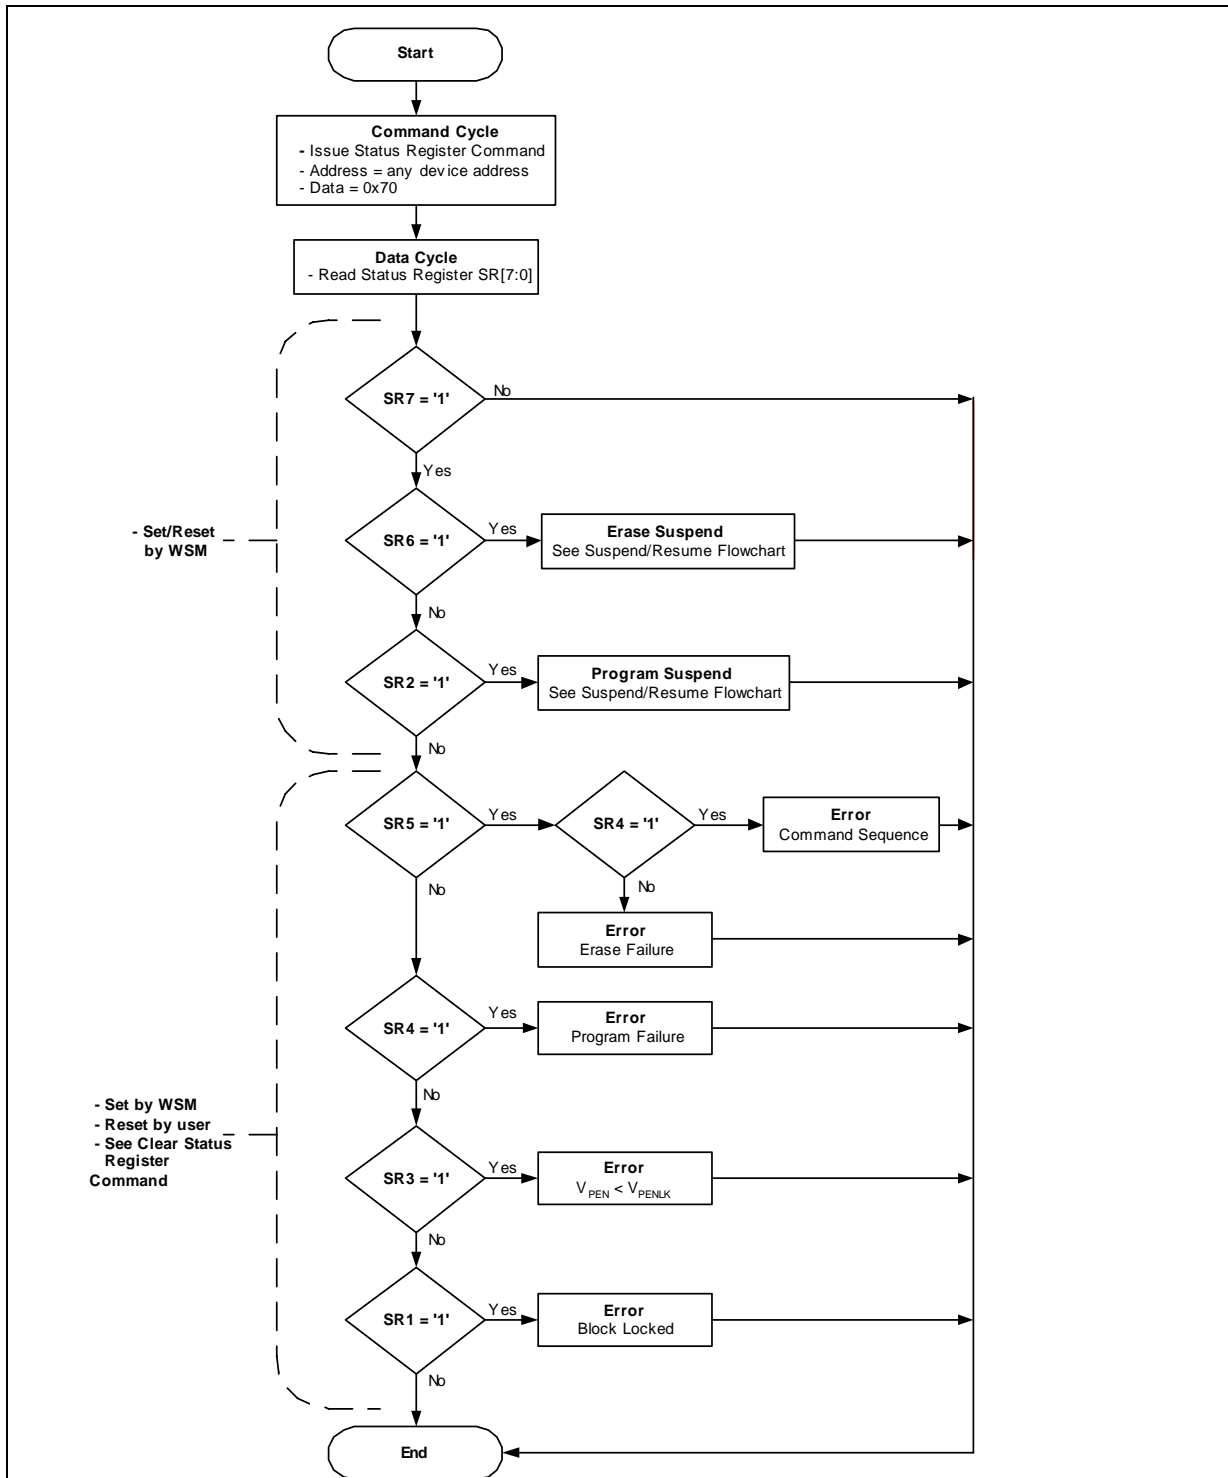 Start
Command Cycle
- Issue Status Register Command
- Address = any device address
- Data = 0x70
Data Cycle
- Read Status Register SR[7:0]
SR7 = '1'
No
Yes
- Set/Reset
by WSM
SR6 = '1'
Yes
Erase Suspend
See Suspend/Resume Flowchart
No
SR2 = '1'
Yes
Program Suspend
See Suspend/Resume Flowchart
No
SR5 = '1'
Yes
SR4 = '1'
Yes
Error
Command Sequence
No
No
Error
Erase Failure
SR4 = '1'
Yes
Error
Program Failure
No
- Set by WSM
- Reset by user
- See Clear Status
Register
Command
SR3 = '1'
Yes
Error
VPEN < VPENLK
No
SR1 = '1'
Yes
Error
Block Locked
No
End